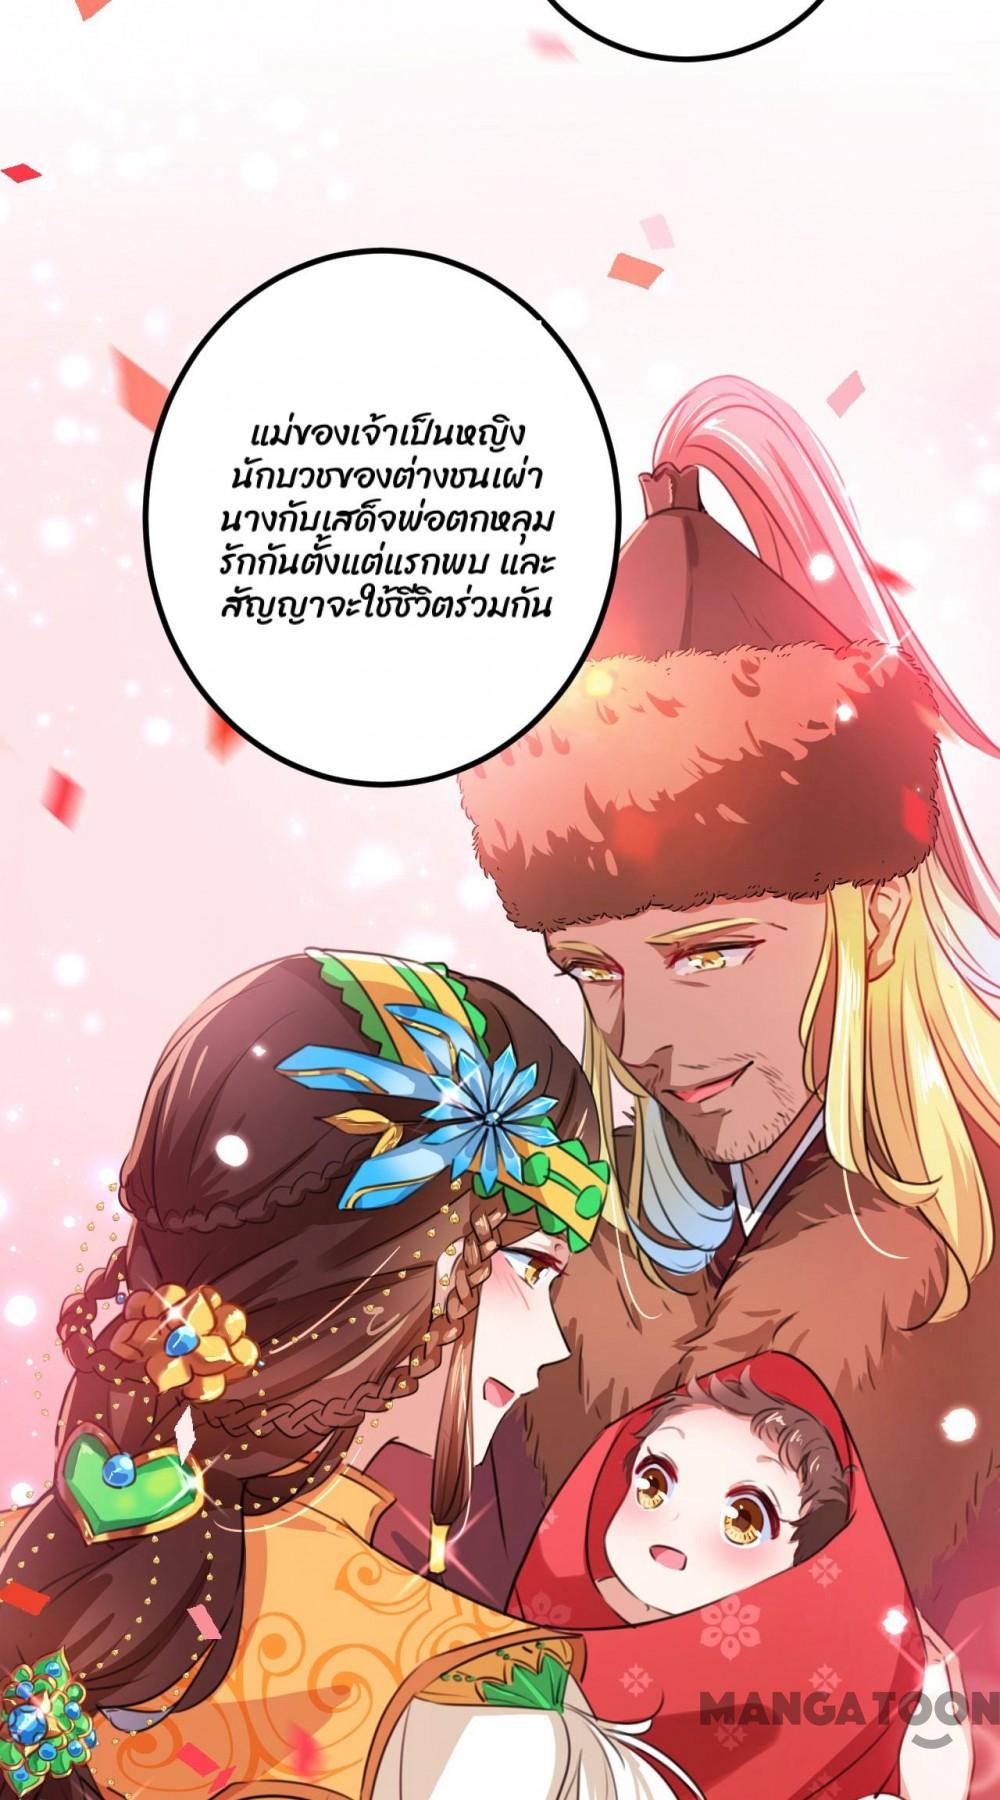 แม่ของเจ้าเป็นหญิง
นักบวชของต่างชนเผ่า
นางกับเสด็จพ่อตกหลุม
รักกันตั้งแต่แรกพบ และ
สัญญาจะใช้ชีวิตร่วมกัน
MANGATOON